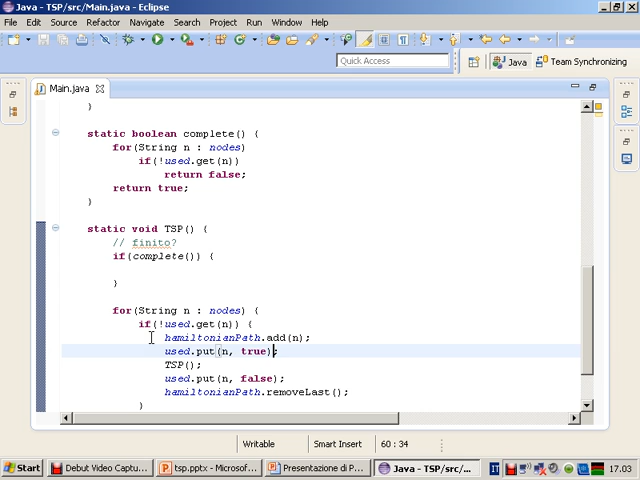 Java - TSP/src/Main.java - Eclipse
File Edit Source Refactor Navigate Search Project Run Window Help
Quick Access
Java
Team Synchronizing
Main.java
}
static boolean complete() {
for(String n : nodes)
if(!used.get(n))
return false;
return true;
}
static void TSP() {
// finito?
if(complete()) {
}
for(String n : nodes) {
if(!used.get(n)) {
hamiltonianPath.add(n);
used.put(n, true);
TSP();
used.put(n, false);
hamiltonianPath.removeLast();
}
Writable
Smart Insert
60 : 34
Start
Debut Video Captu...
tsp.pptx - Microsof...
Presentazione di P...
Java - TSP/src/...
IT
17.03